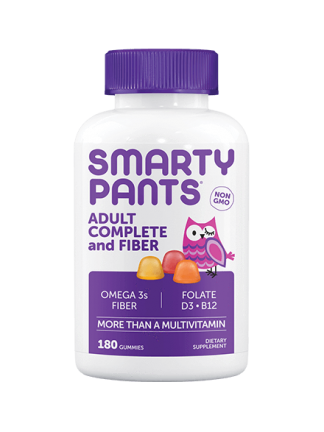 SMARTY
PANTS®
NON
GMO
ADULT
COMPLETE
and FIBER
OMEGA 3s
FIBER
FOLATE
D3 • B12
MORE THAN A MULTIVITAMIN
180 GUMMIES
DIETARY
SUPPLEMENT